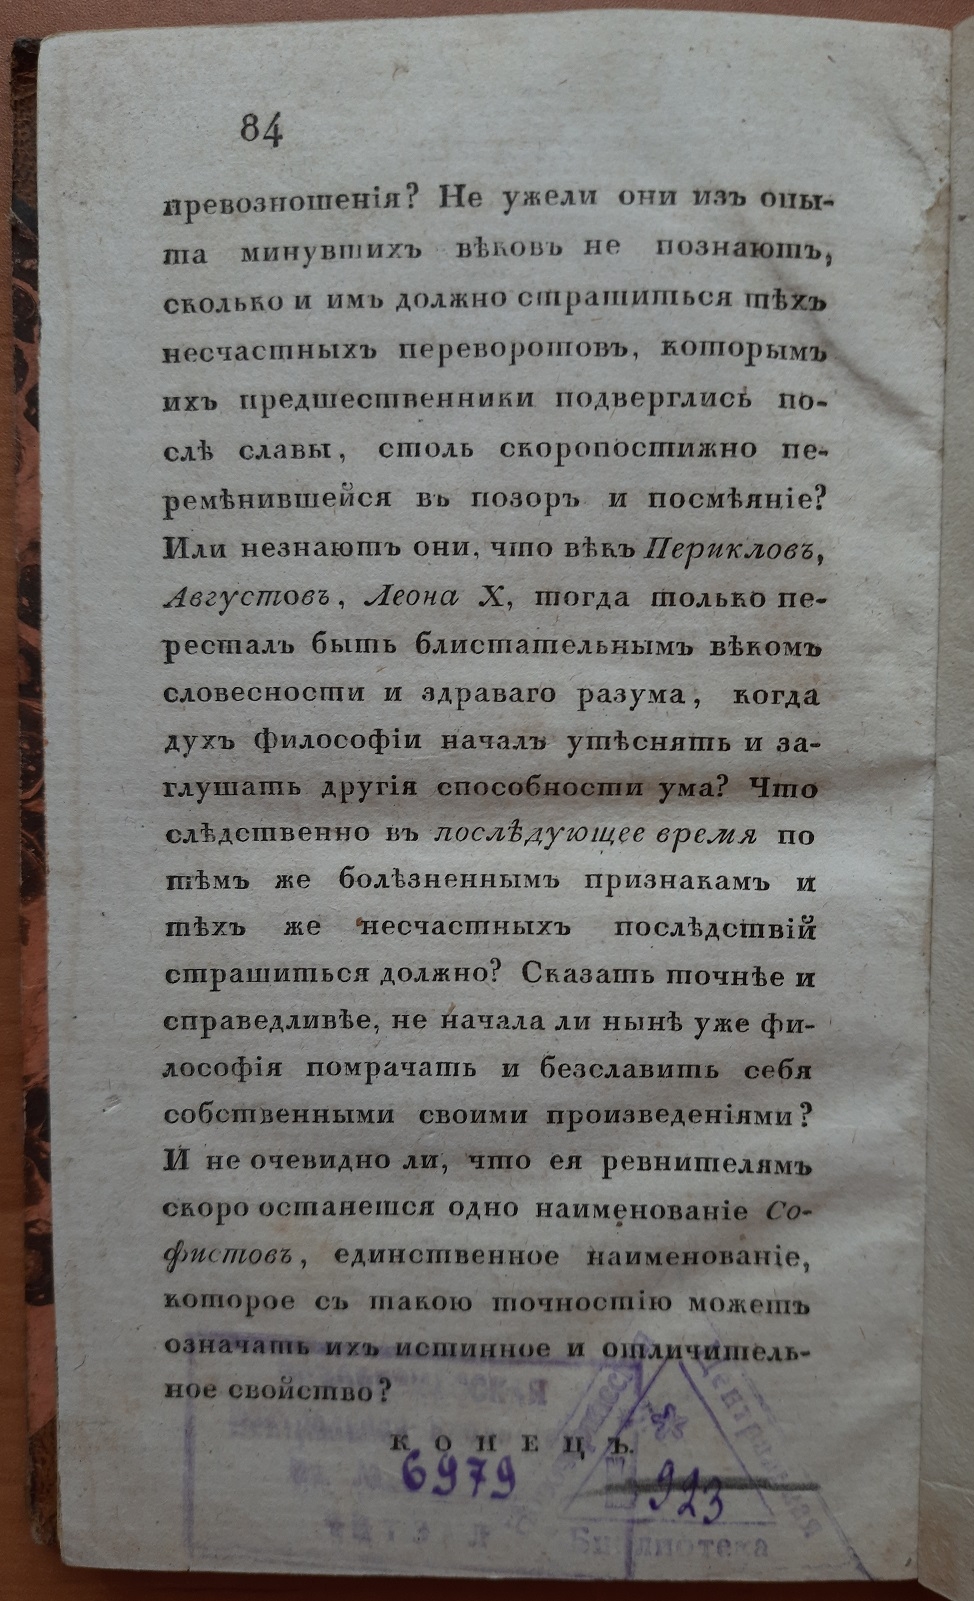 84
превозношенія? Не ужели они изъ опы-
та минувшихъ вѣковъ не познаютъ,
сколько и имъ должно страшиться тѣхъ
несчастныхъ переворотовъ, которымъ
ихъ предшественники подверглись по-
слѣ славы, столь скоропостижно пе-
ремѣнившейся въ позоръ и посмѣяніе?
Или незнаютъ они, что вѣкъ Перикловъ,
Августовъ, Леона X, тогда только пе-
ресталъ быть блистательнымъ вѣкомъ
словесности и здраваго разума, когда
духъ философіи началъ утѣснять и за-
глушать другія способности ума? Что
слѣдственно въ послѣдующее время по
тѣмъ же болѣзненнымъ признакамъ и
тѣхъ же несчастныхъ послѣдствій
страшиться должно? Сказать точнѣе и
справедливѣе, не начала ли нынѣ уже фи-
лософія помрачать и безславить себя
собственными своими произведеніями?
И не очевидно ли, что ея ревнителямъ
скоро останется одно наименованіе Со-
фистовъ, единственное наименованіе,
которое съ такою точностію можетъ
означать ихъ истинное и отличитель-
ное свойство?
КОНЕЦЪ.
6979
923
Центральная
Библиотека